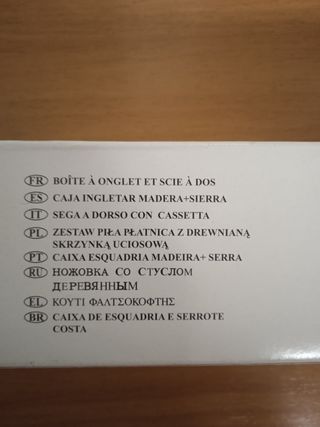 FR BOÎTE À ONGLET ET SCIE À DOS
ES CAJA INGLETAR MADERA+SIERRA
IT SEGA A DORSO CON CASSETTA
PL ZESTAW PIŁA PŁATNICA Z DREWNIANĄ
SKRZYNKĄ UCIOSOWĄ
PT CAIXA ESQUADRIA MADEIRA+ SERRA
RU НОЖОВКА СО СТУСЛОМ
ДЕРЕВЯННЫМ
EL ΚΟΥΤΙ ΦΑΛΤΣΟΚΟΦΤΗΣ
BR CAIXA DE ESQUADRIA E SERROTE
COSTA